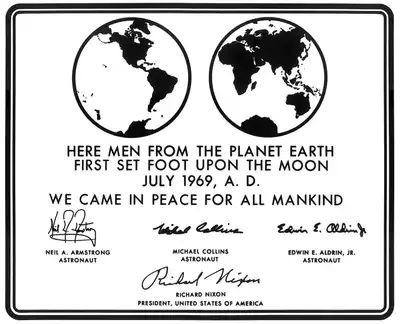 HERE MEN FROM THE PLANET EARTH
FIRST SET FOOT UPON THE MOON
JULY 1969, A. D.
WE CAME IN PEACE FOR ALL MANKIND
Neil A. Armstrong
Michael Collins
Edwin E. Aldrin Jr
NEIL A. ARMSTRONG
ASTRONAUT
MICHAEL COLLINS
ASTRONAUT
EDWIN E. ALDRIN, JR.
ASTRONAUT
Richard Nixon
RICHARD NIXON
PRESIDENT, UNITED STATES OF AMERICA